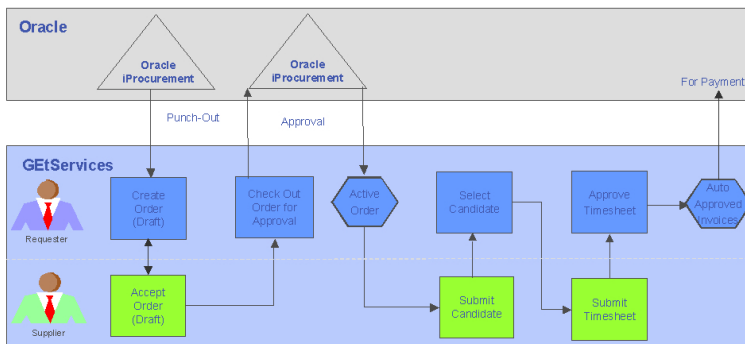 Oracle
Oracle
iProcurement
Oracle
iProcurement
For Payment
Punch-Out
Approval
GEtServices
Requester
Create
Order
(Draft)
Check Out
Order for
Approval
Active
Order
Select
Candidate
Approve
Timesheet
Auto
Approved
Invoices
Supplier
Accept
Order
(Draft)
Submit
Candidate
Submit
Timesheet